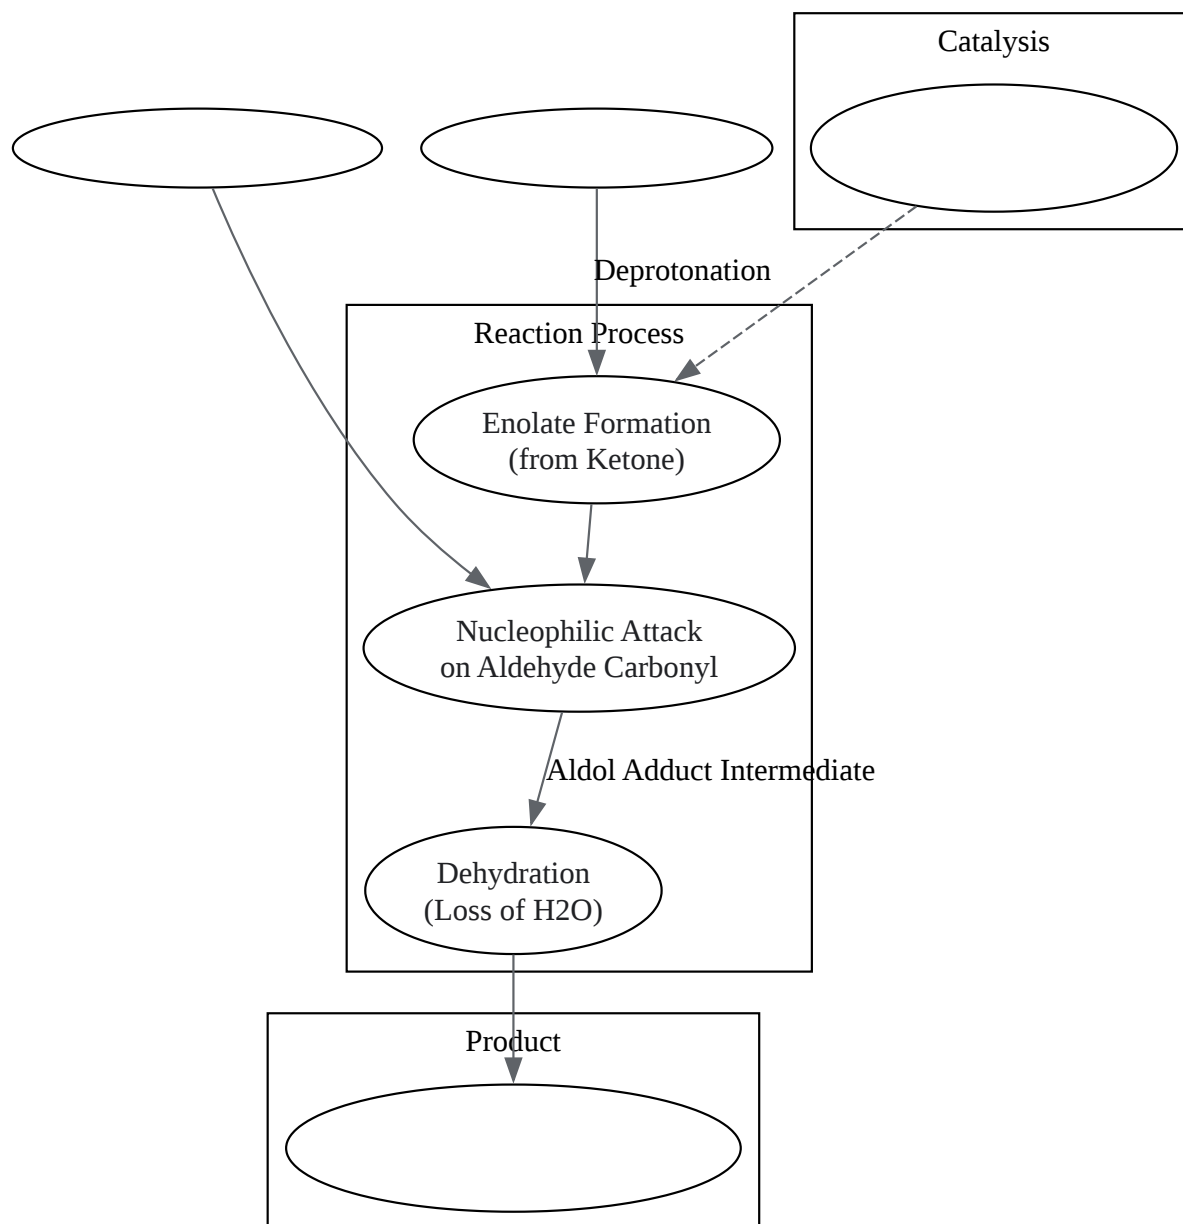 Catalysis
Deprotonation
Reaction Process
Enolate Formation
(from Ketone)
Nucleophilic Attack
on Aldehyde Carbonyl
Aldol Adduct Intermediate
Dehydration
(Loss of H2O)
Product